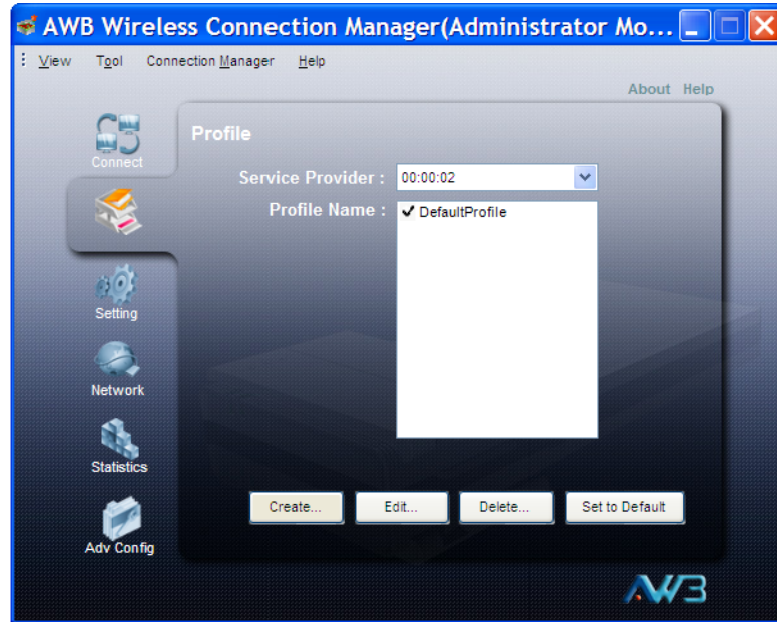 AWB Wireless Connection Manager(Administrator Mo...
View Tool Connection Manager Help
About Help
Connect
Profile
Service Provider : 00:00:02
Profile Name : ✔ DefaultProfile
Setting
Network
Statistics
Create... Edit... Delete... Set to Default
Adv Config
AWB